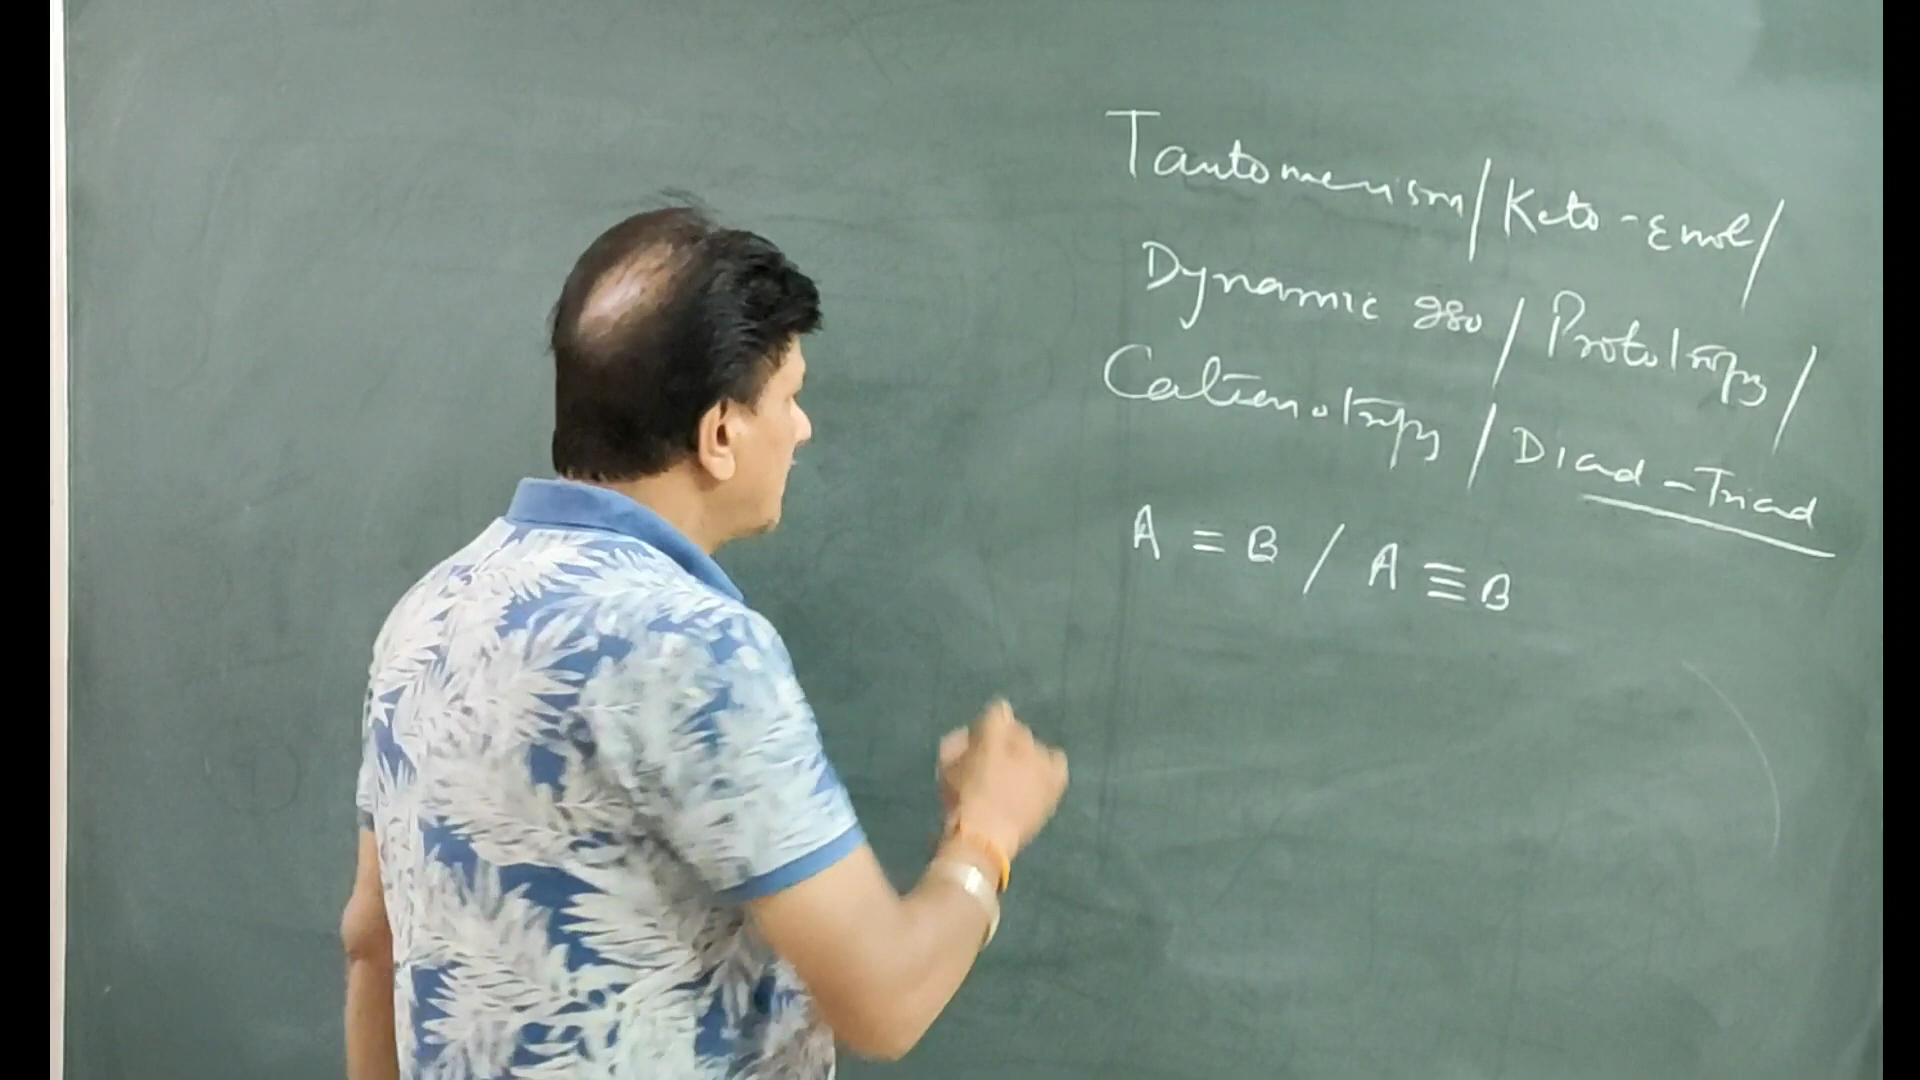 Tautomerism / Keto-Enol /
Dynamic Iso / Prototropy /
Cationotropy / Diad-Triad
A = B / A ≡ B